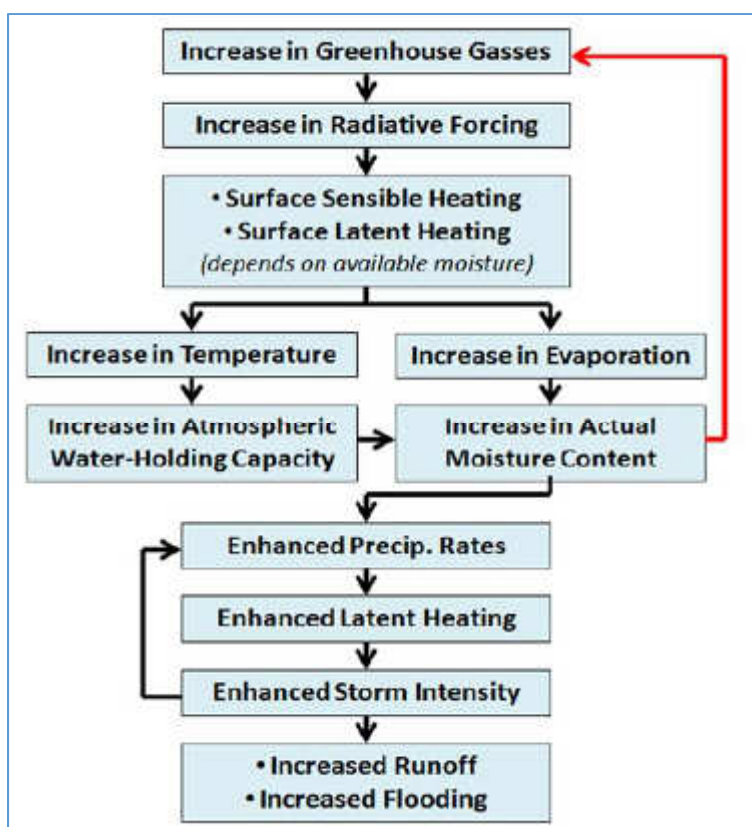 Increase in Greenhouse Gasses
Increase in Radiative Forcing
• Surface Sensible Heating
• Surface Latent Heating
(depends on available moisture)
Increase in Temperature
Increase in Evaporation
Increase in Atmospheric
Water-Holding Capacity
Increase in Actual
Moisture Content
Enhanced Precip. Rates
Enhanced Latent Heating
Enhanced Storm Intensity
• Increased Runoff
• Increased Flooding